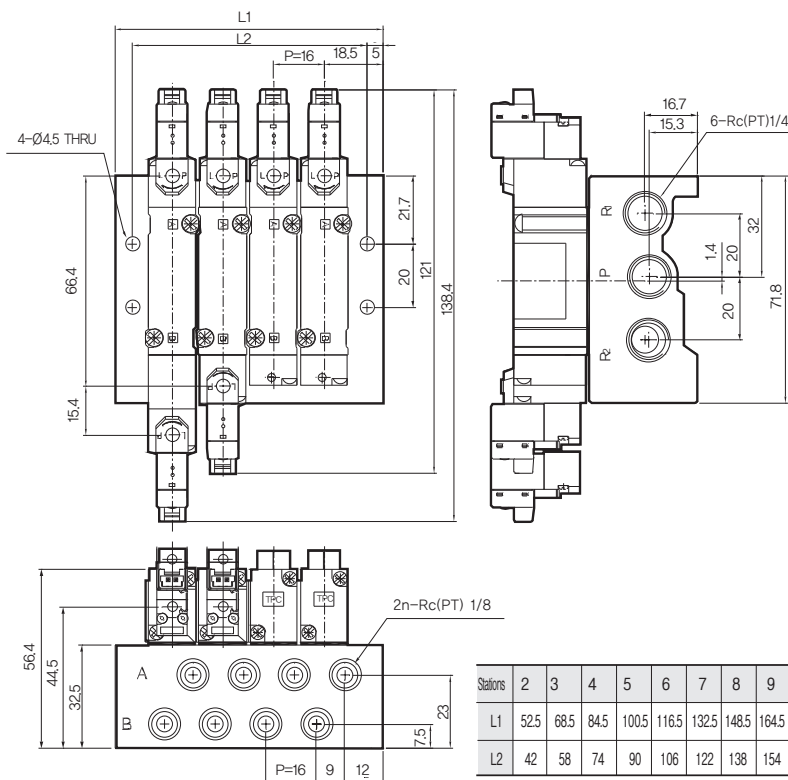 L1
L2
P=16
18.5
5
4-Ø4.5 THRU
L P
L P
L P
L P
21.7
66.4
20
121
138.4
15.4
16.7
15.3
6-Rc(PT)1/4
R1
P
R2
32
1.4
20
20
71.8
TPC
TPC
2n-Rc(PT) 1/8
A
B
56.4
44.5
32.5
23
7.5
P=16
9
12
Stations 2 3 4 5 6 7 8 9
L1 52.5 68.5 84.5 100.5 116.5 132.5 148.5 164.5
L2 42 58 74 90 106 122 138 154